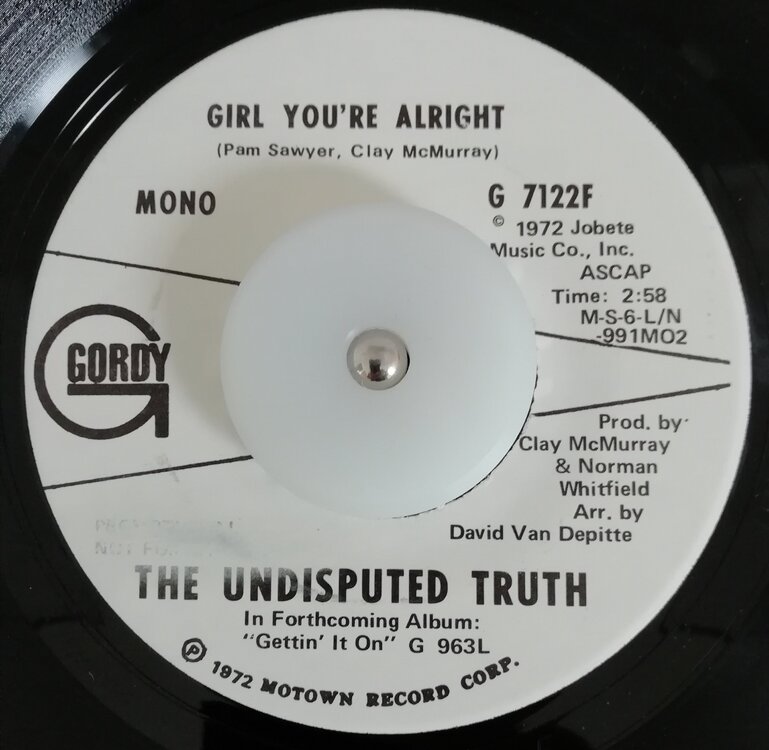 GIRL YOU'RE ALRIGHT
(Pam Sawyer, Clay McMurray)
MONO
G 7122F
© 1972 Jobete
Music Co., Inc.
ASCAP
Time: 2:58
M-S-6-L/N
-991MO2
GORDY
Prod. by
Clay McMurray
& Norman
Whitfield
Arr. by
David Van Depitte
NOT FOR
THE UNDISPUTED TRUTH
In Forthcoming Album:
"Gettin' It On" G 963L
℗ 1972 MOTOWN RECORD CORP.